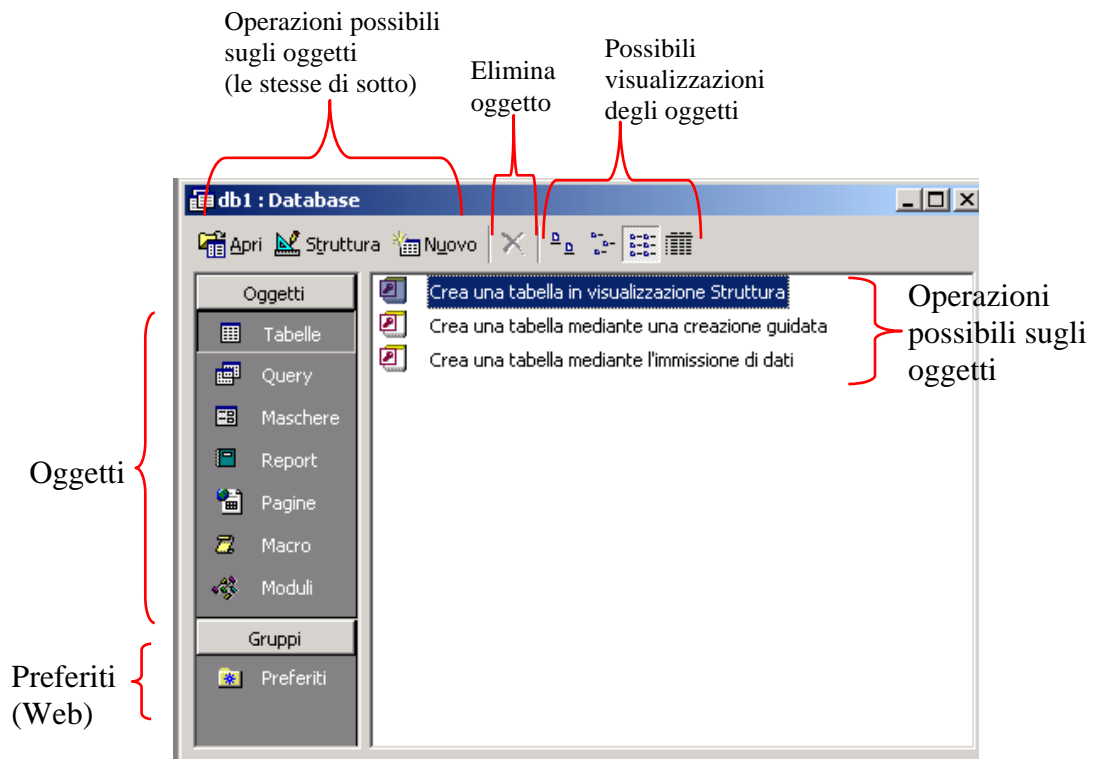 Operazioni possibili
sugli oggetti
(le stesse di sotto)
Elimina
oggetto
Possibili
visualizzazioni
degli oggetti
db1 : Database
Apri Struttura Nuovo
Oggetti
Tabelle
Query
Maschere
Report
Pagine
Macro
Moduli
Gruppi
Preferiti
Crea una tabella in visualizzazione Struttura
Crea una tabella mediante una creazione guidata
Crea una tabella mediante l'immissione di dati
Operazioni
possibili sugli
oggetti
Oggetti
Preferiti
(Web)